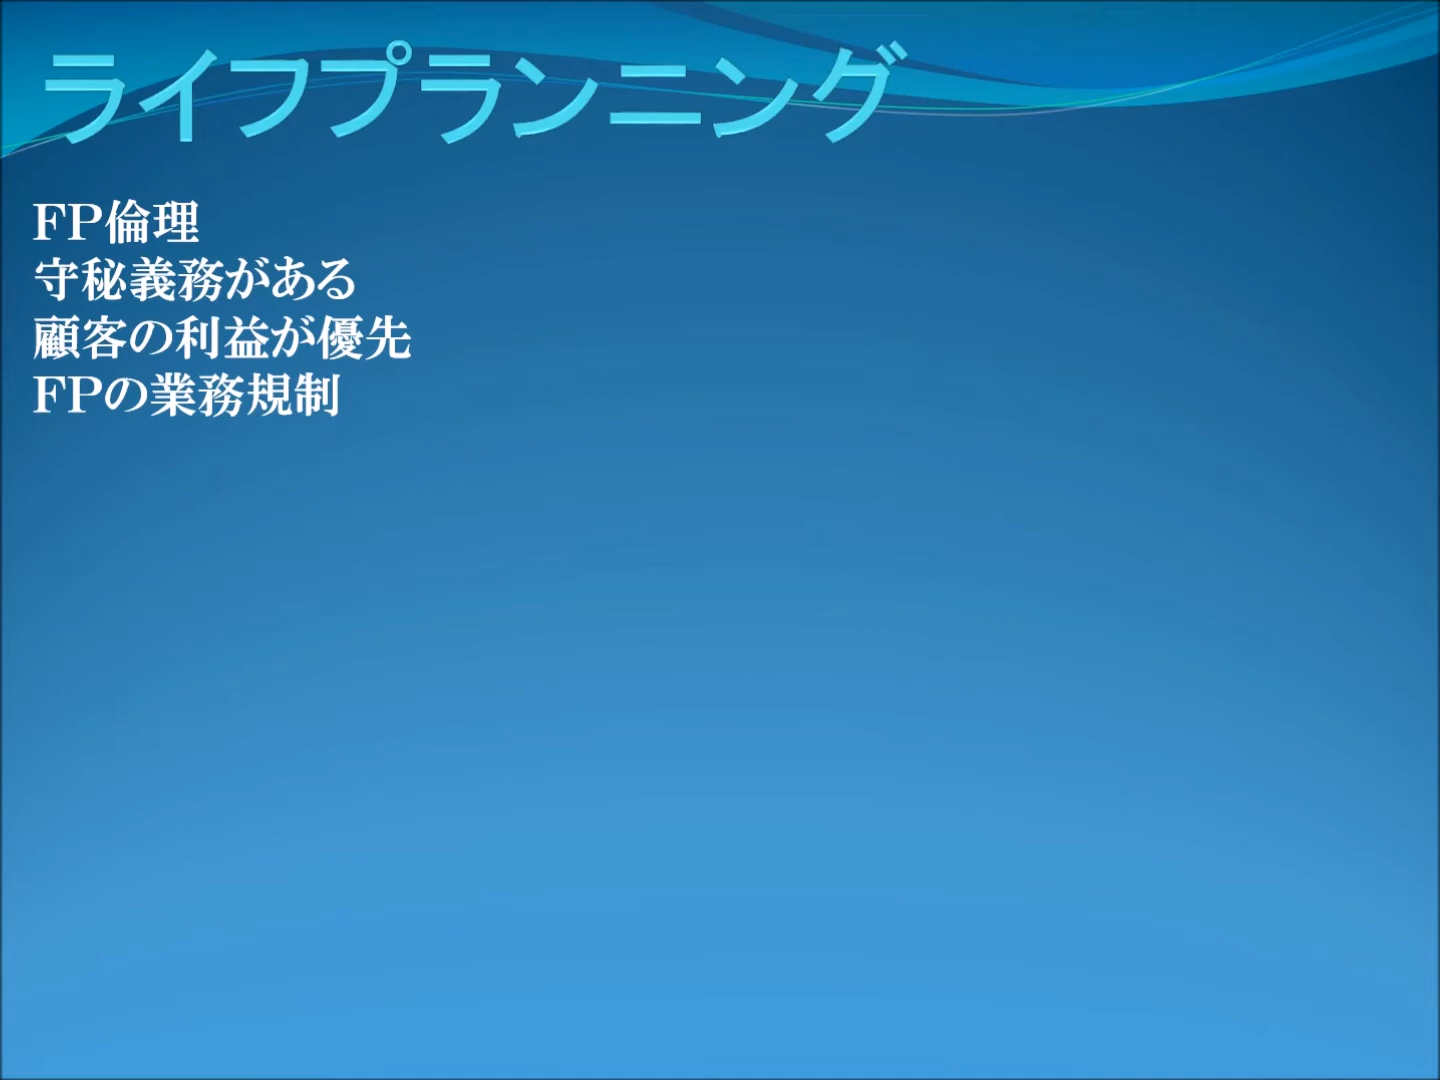 ライフプランニング
ＦＰ倫理
守秘義務がある
顧客の利益が優先
ＦＰの業務規制